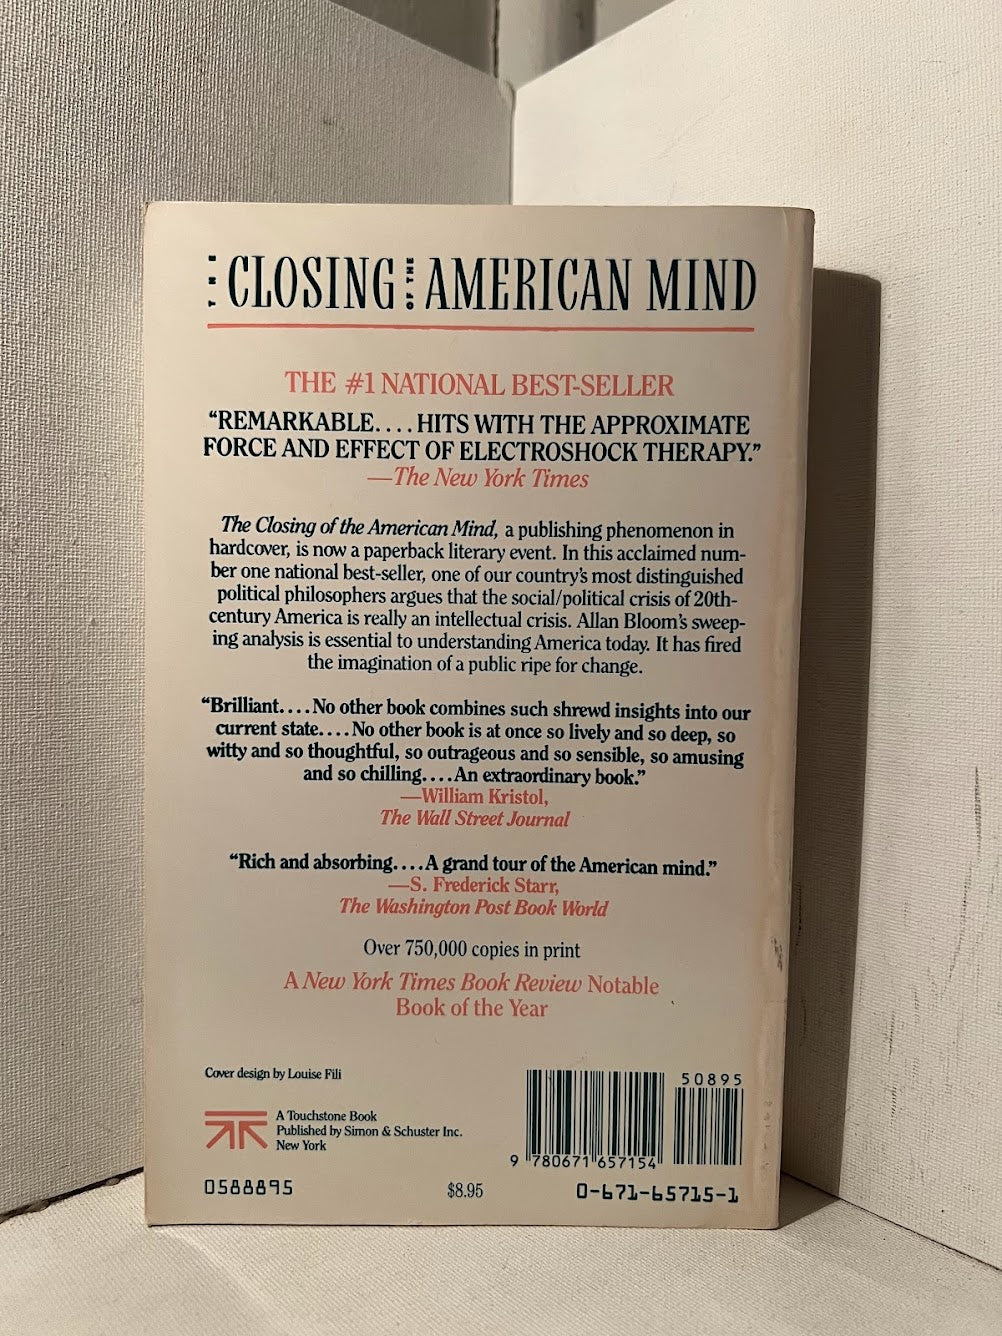 THE CLOSING OF THE AMERICAN MIND
THE #1 NATIONAL BEST-SELLER
“REMARKABLE. . . . HITS WITH THE APPROXIMATE
FORCE AND EFFECT OF ELECTROSHOCK THERAPY.”
—The New York Times
The Closing of the American Mind, a publishing phenomenon in
hardcover, is now a paperback literary event. In this acclaimed num-
ber one national best-seller, one of our country’s most distinguished
political philosophers argues that the social/political crisis of 20th-
century America is really an intellectual crisis. Allan Bloom’s sweep-
ing analysis is essential to understanding America today. It has fired
the imagination of a public ripe for change.
“Brilliant. . . . No other book combines such shrewd insights into our
current state. . . . No other book is at once so lively and so deep, so
witty and so thoughtful, so outrageous and so sensible, so amusing
and so chilling. . . . An extraordinary book.”
—William Kristol,
The Wall Street Journal
“Rich and absorbing. . . . A grand tour of the American mind.”
—S. Frederick Starr,
The Washington Post Book World
Over 750,000 copies in print
A New York Times Book Review Notable
Book of the Year
Cover design by Louise Fili
A Touchstone Book
Published by Simon & Schuster Inc.
New York
50895
9 780671 657154
0588895
$8.95
0-671-65715-1